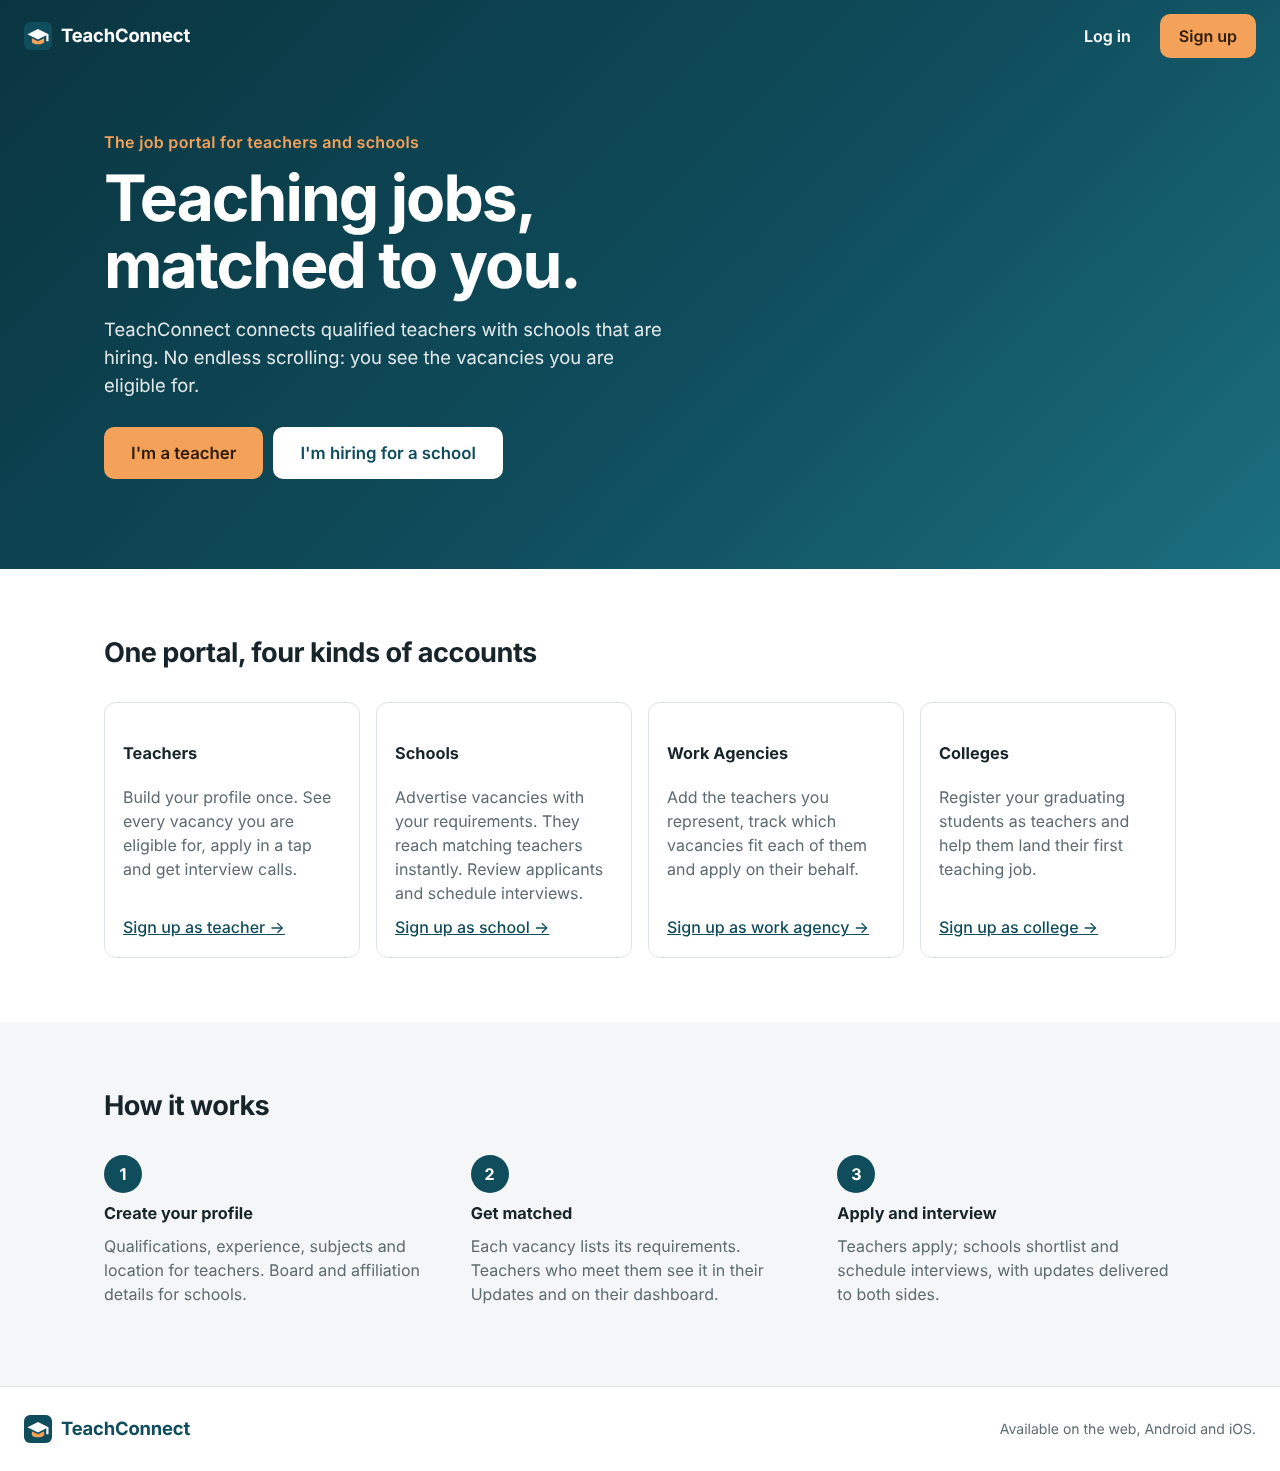 TeachConnect
Log in
Sign up
The job portal for teachers and schools
Teaching jobs,
matched to you.
TeachConnect connects qualified teachers with schools that are
hiring. No endless scrolling: you see the vacancies you are
eligible for.
I'm a teacher
I'm hiring for a school
One portal, four kinds of accounts
Teachers
Build your profile once. See
every vacancy you are
eligible for, apply in a tap
and get interview calls.
Sign up as teacher →
Schools
Advertise vacancies with
your requirements. They
reach matching teachers
instantly. Review applicants
and schedule interviews.
Sign up as school →
Work Agencies
Add the teachers you
represent, track which
vacancies fit each of them
and apply on their behalf.
Sign up as work agency →
Colleges
Register your graduating
students as teachers and
help them land their first
teaching job.
Sign up as college →
How it works
1
Create your profile
Qualifications, experience, subjects and
location for teachers. Board and affiliation
details for schools.
2
Get matched
Each vacancy lists its requirements.
Teachers who meet them see it in their
Updates and on their dashboard.
3
Apply and interview
Teachers apply; schools shortlist and
schedule interviews, with updates delivered
to both sides.
TeachConnect
Available on the web, Android and iOS.